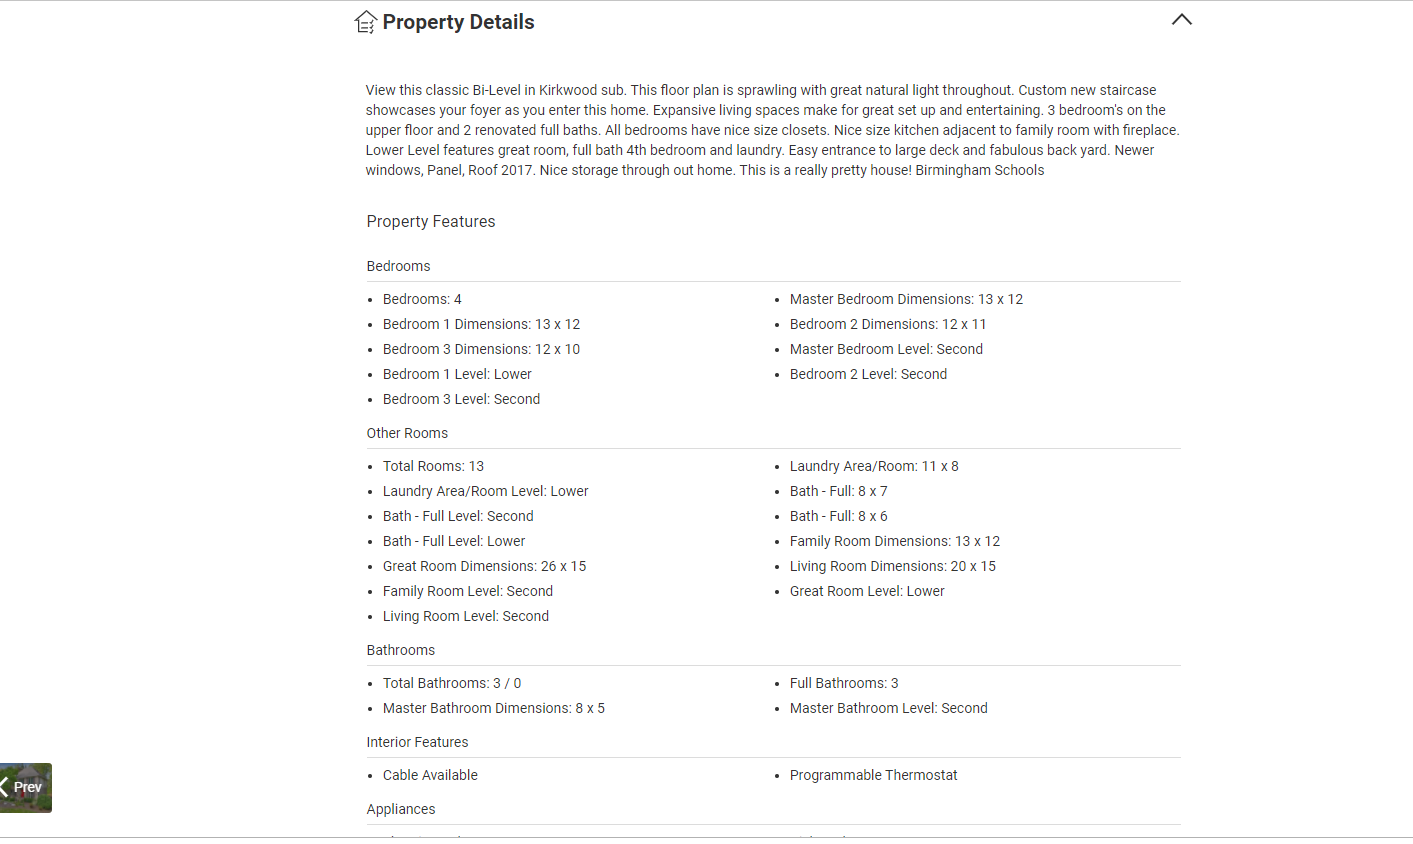 Property Details
View this classic Bi-Level in Kirkwood sub. This floor plan is sprawling with great natural light throughout. Custom new staircase
showcases your foyer as you enter this home. Expansive living spaces make for great set up and entertaining. 3 bedroom's on the
upper floor and 2 renovated full baths. All bedrooms have nice size closets. Nice size kitchen adjacent to family room with fireplace.
Lower Level features great room, full bath 4th bedroom and laundry. Easy entrance to large deck and fabulous back yard. Newer
windows, Panel, Roof 2017. Nice storage through out home. This is a really pretty house! Birmingham Schools
Property Features
Bedrooms
• Bedrooms: 4
• Master Bedroom Dimensions: 13 x 12
• Bedroom 1 Dimensions: 13 x 12
• Bedroom 2 Dimensions: 12 x 11
• Bedroom 3 Dimensions: 12 x 10
• Master Bedroom Level: Second
• Bedroom 1 Level: Lower
• Bedroom 2 Level: Second
• Bedroom 3 Level: Second
Other Rooms
• Total Rooms: 13
• Laundry Area/Room: 11 x 8
• Laundry Area/Room Level: Lower
• Bath - Full: 8 x 7
• Bath - Full Level: Second
• Bath - Full: 8 x 6
• Bath - Full Level: Lower
• Family Room Dimensions: 13 x 12
• Great Room Dimensions: 26 x 15
• Living Room Dimensions: 20 x 15
• Family Room Level: Second
• Great Room Level: Lower
• Living Room Level: Second
Bathrooms
• Total Bathrooms: 3 / 0
• Full Bathrooms: 3
• Master Bathroom Dimensions: 8 x 5
• Master Bathroom Level: Second
Interior Features
• Cable Available
• Programmable Thermostat
Prev
Appliances